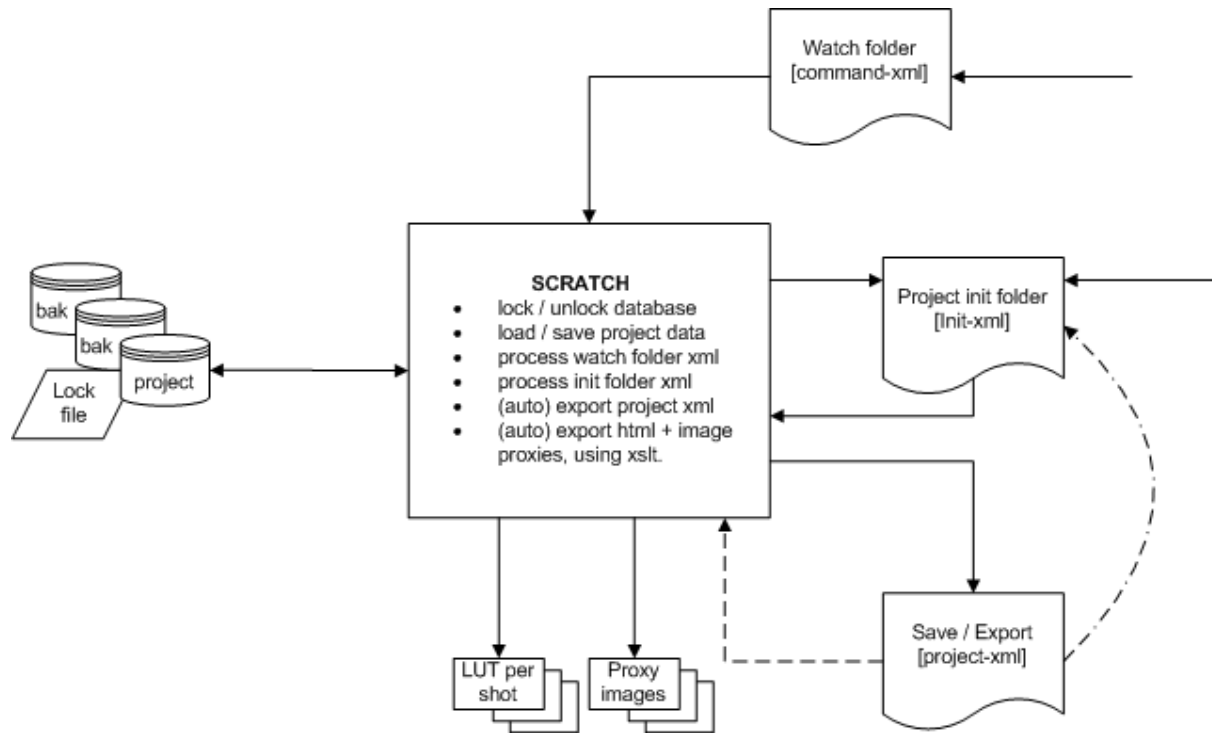 Watch folder
[command-xml]
SCRATCH
• lock / unlock database
• load / save project data
• process watch folder xml
• process init folder xml
• (auto) export project xml
• (auto) export html + image
proxies, using xslt.
bak
bak
project
Lock
file
Project init folder
[Init-xml]
Save / Export
[project-xml]
LUT per
shot
Proxy
images